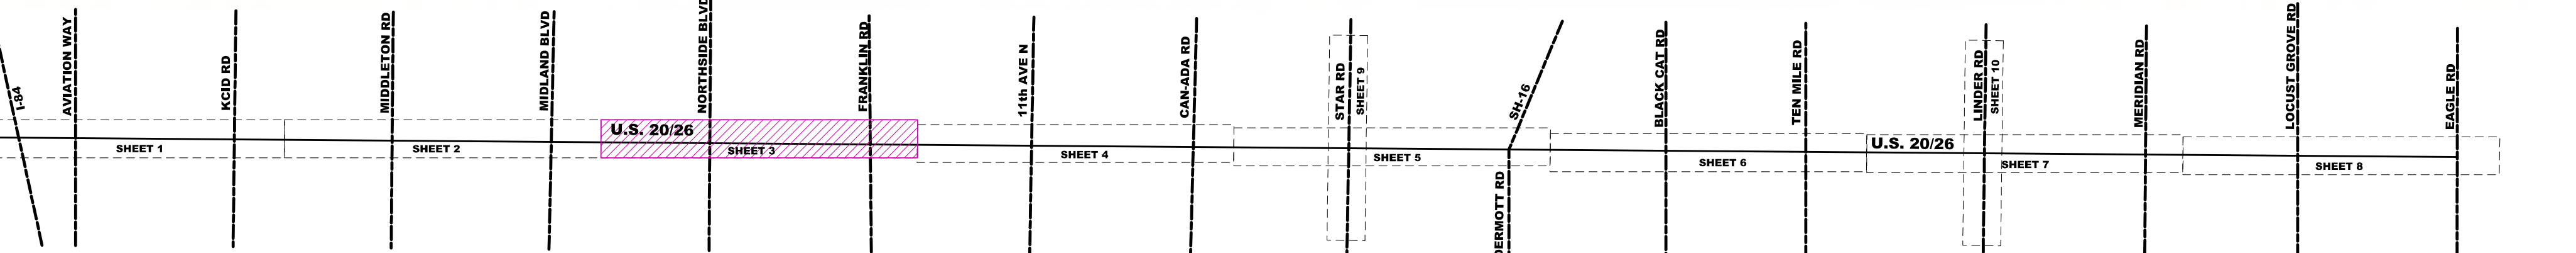 I-84
AVIATION WAY
KCID RD
MIDDLETON RD
MIDLAND BLVD
NORTHSIDE BLVD
FRANKLIN RD
11th AVE N
CAN-ADA RD
STAR RD
SHEET 9
SH-16
DERMOTT RD
BLACK CAT RD
TEN MILE RD
LINDER RD
SHEET 10
MERIDIAN RD
LOCUST GROVE RD
EAGLE RD
U.S. 20/26
U.S. 20/26
SHEET 1
SHEET 2
SHEET 3
SHEET 4
SHEET 5
SHEET 6
SHEET 7
SHEET 8